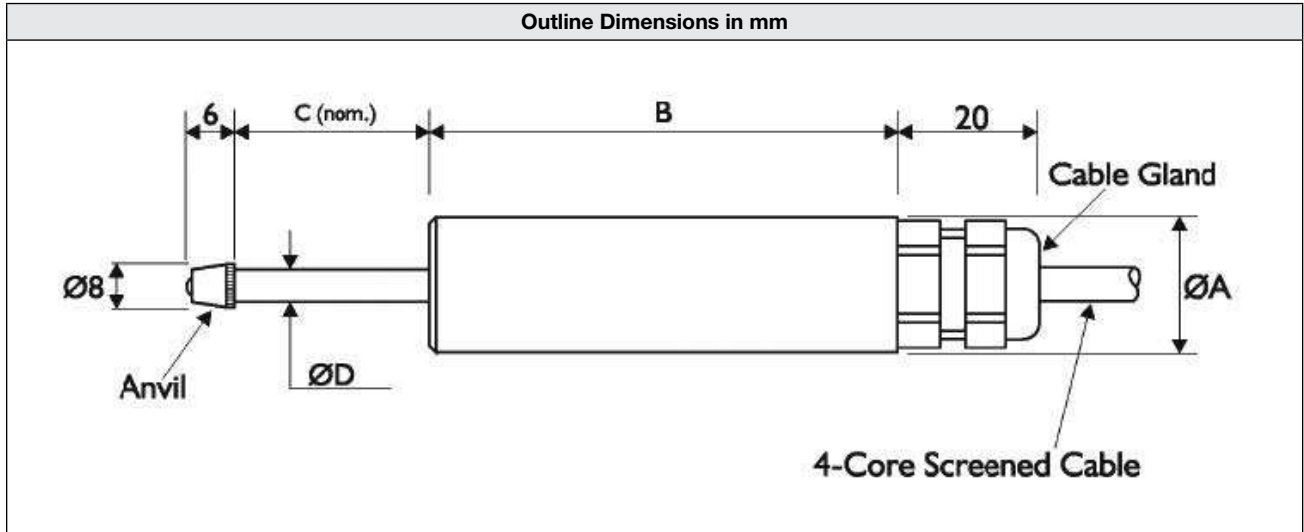 Outline Dimensions in mm
6
C (nom.)
B
20
Cable Gland
Ø8
ØA
Anvil
ØD
4-Core Screened Cable